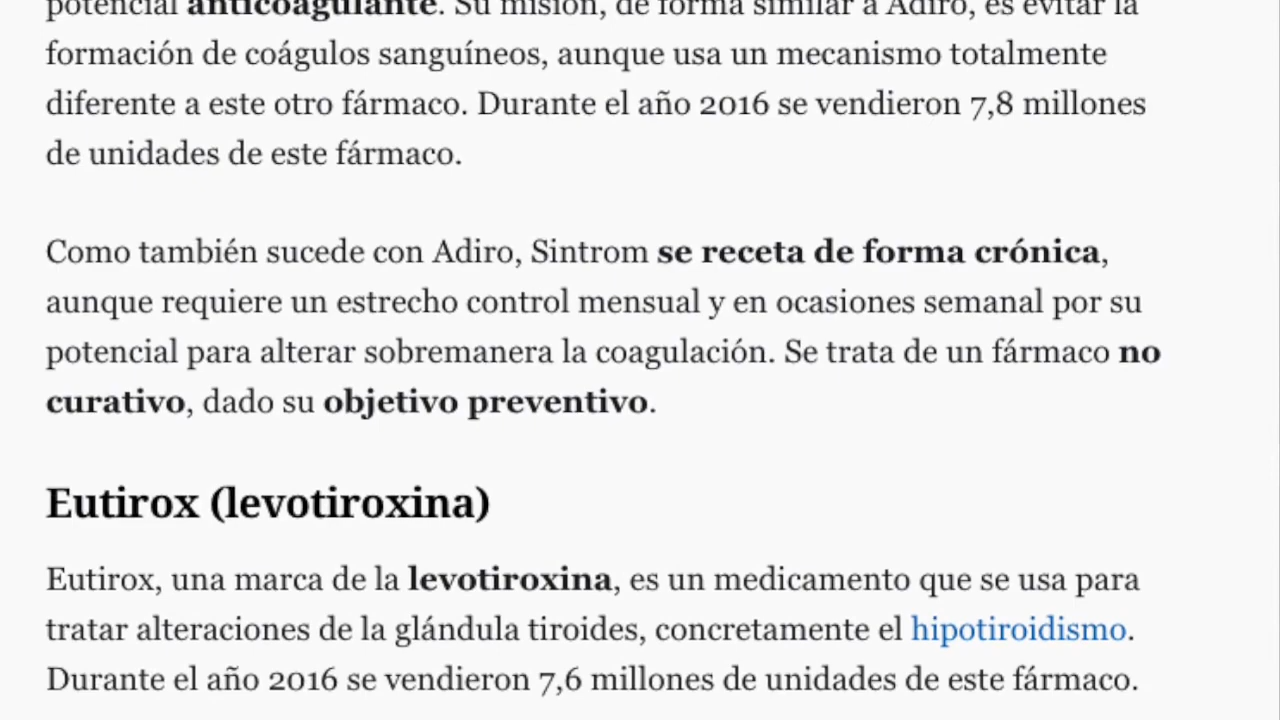 potencial anticoagulante. Su misión, de forma similar a Adiro, es evitar la
formación de coágulos sanguíneos, aunque usa un mecanismo totalmente
diferente a este otro fármaco. Durante el año 2016 se vendieron 7,8 millones
de unidades de este fármaco.
Como también sucede con Adiro, Sintrom se receta de forma crónica,
aunque requiere un estrecho control mensual y en ocasiones semanal por su
potencial para alterar sobremanera la coagulación. Se trata de un fármaco no
curativo, dado su objetivo preventivo.
Eutirox (levotiroxina)
Eutirox, una marca de la levotiroxina, es un medicamento que se usa para
tratar alteraciones de la glándula tiroides, concretamente el hipotiroidismo.
Durante el año 2016 se vendieron 7,6 millones de unidades de este fármaco.